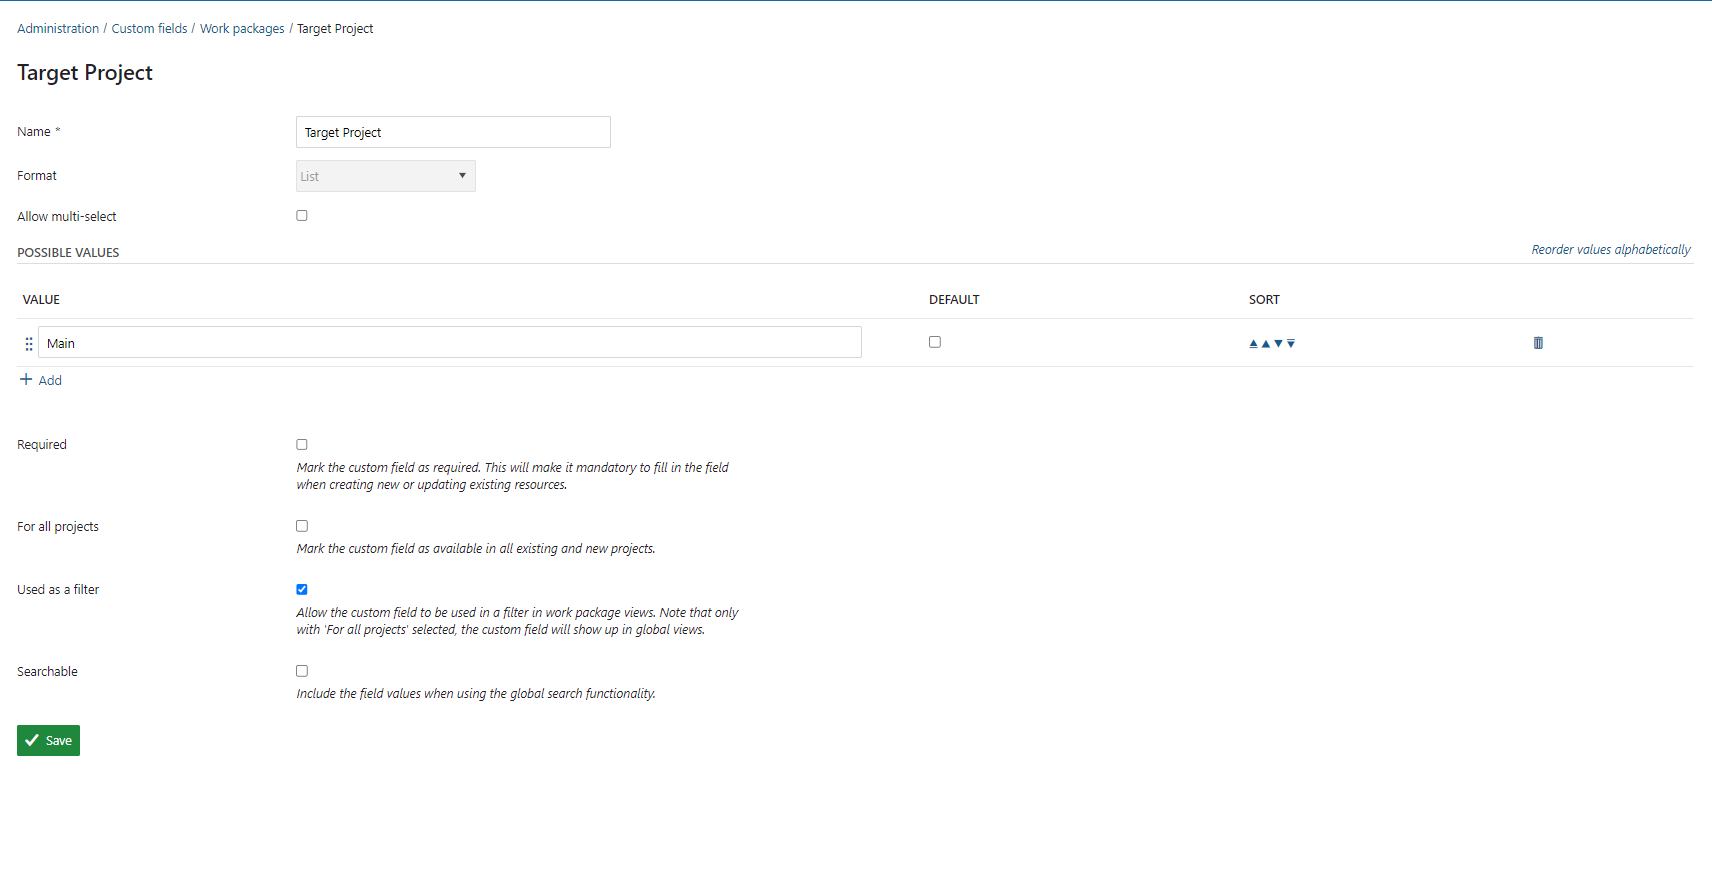 Administration / Custom fields / Work packages / Target Project
Target Project
Name *
Target Project
Format
List
Allow multi-select
POSSIBLE VALUES
Reorder values alphabetically
VALUE DEFAULT SORT
Main
Add
Required
Mark the custom field as required. This will make it mandatory to fill in the field
when creating new or updating existing resources.
For all projects
Mark the custom field as available in all existing and new projects.
Used as a filter
Allow the custom field to be used in a filter in work package views. Note that only
with 'For all projects' selected, the custom field will show up in global views.
Searchable
Include the field values when using the global search functionality.
Save